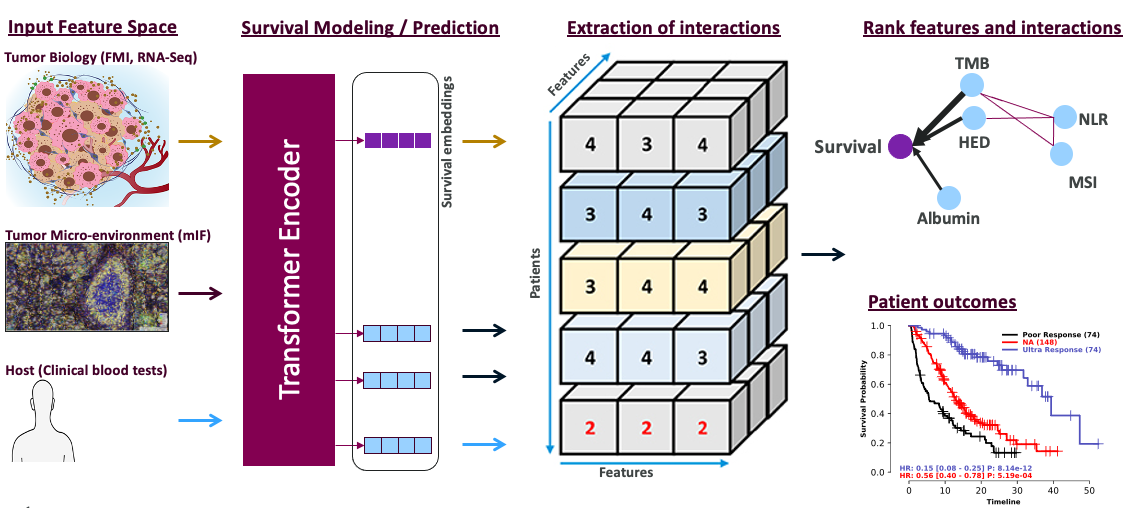 Input Feature Space
Tumor Biology (FMI, RNA-Seq)
Tumor Micro-environment (mIF)
Host (Clinical blood tests)
Survival Modeling / Prediction
Transformer Encoder
Survival embeddings
Extraction of interactions
Features
Patients
4 3 4
3 4 3
3 4 4
4 4 3
2 2 2
Features
Rank features and interactions
TMB
NLR
HED
Survival
MSI
Albumin
Patient outcomes
Survival Probability
1.0
0.8
0.6
0.4
0.2
0.0
Poor Response (74)
NA (148)
Ultra Response (74)
HR: 0.15 [0.08 - 0.25] P: 8.14e-12
HR: 0.56 [0.40 - 0.78] P: 5.19e-04
0 10 20 30 40 50
Timeline